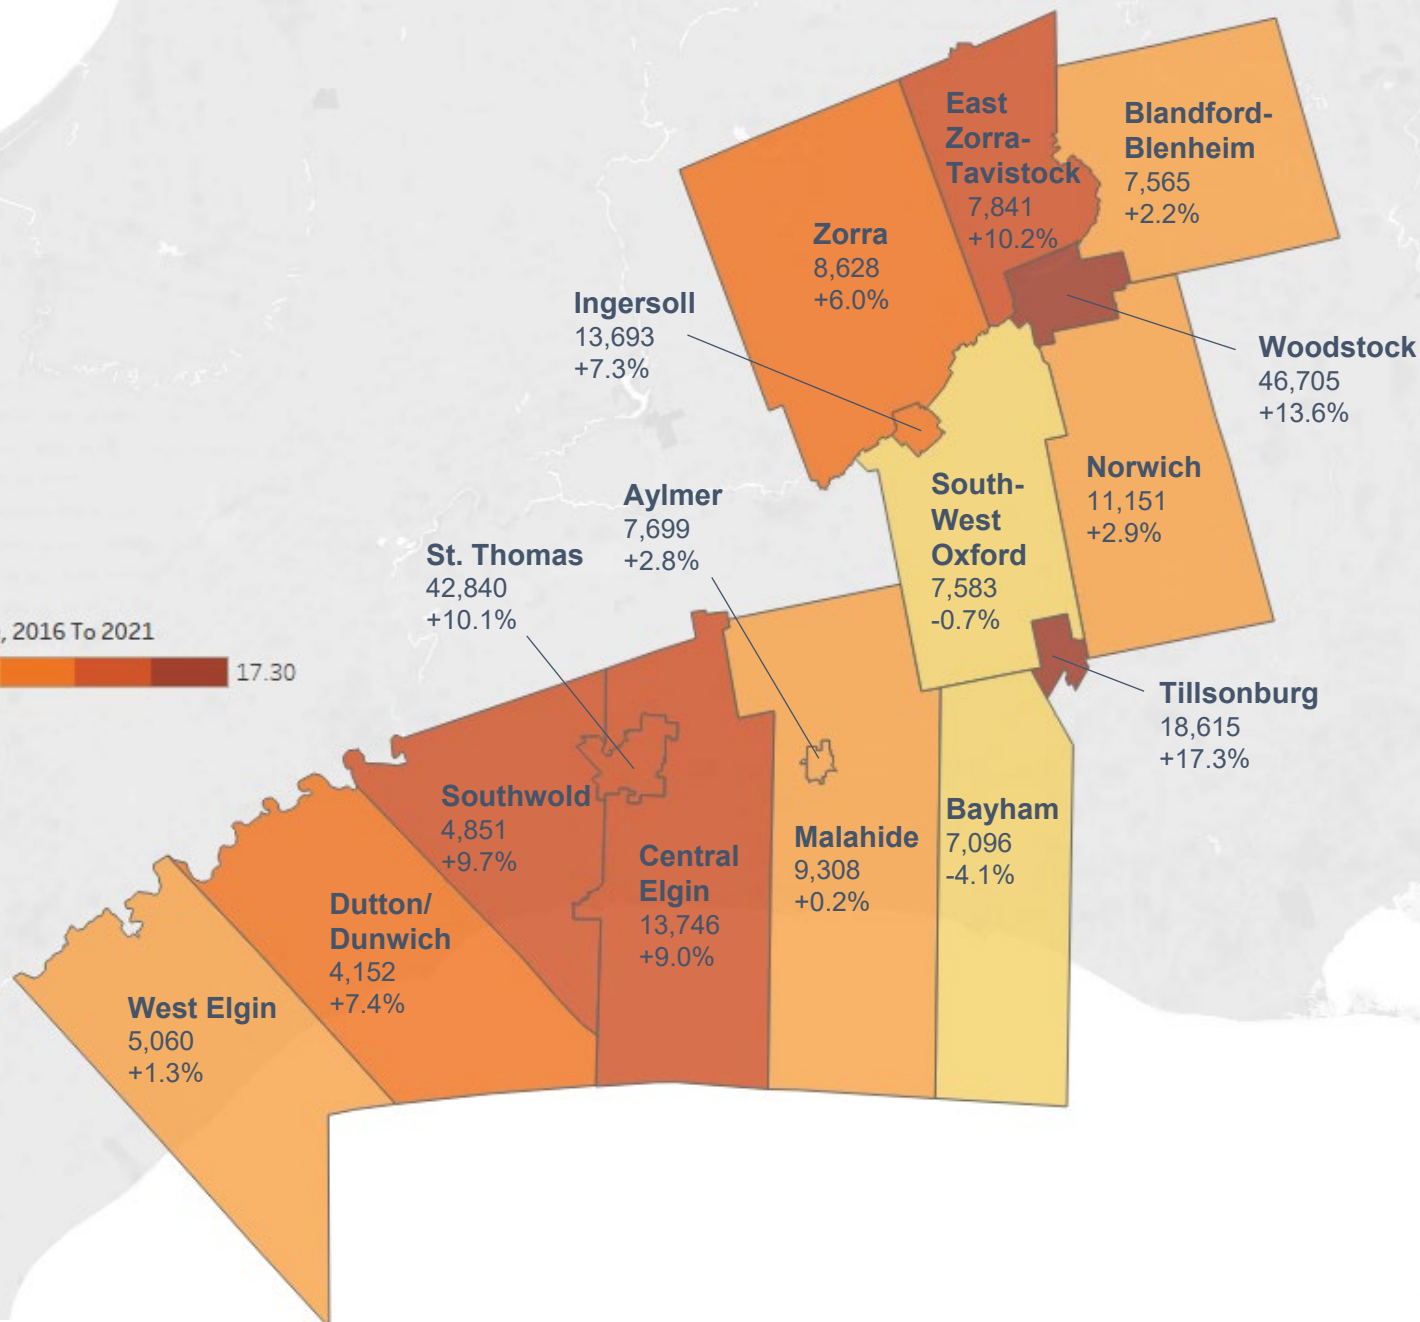 East
Zorra-
Tavistock
7,841
+10.2%
Blandford-
Blenheim
7,565
+2.2%
Zorra
8,628
+6.0%
Ingersoll
13,693
+7.3%
Woodstock
46,705
+13.6%
Aylmer
7,699
+2.8%
South-
West
Oxford
7,583
-0.7%
Norwich
11,151
+2.9%
St. Thomas
42,840
+10.1%
, 2016 To 2021
17.30
Tillsonburg
18,615
+17.3%
Southwold
4,851
+9.7%
Central
Elgin
13,746
+9.0%
Malahide
9,308
+0.2%
Bayham
7,096
-4.1%
Dutton/
Dunwich
4,152
+7.4%
West Elgin
5,060
+1.3%